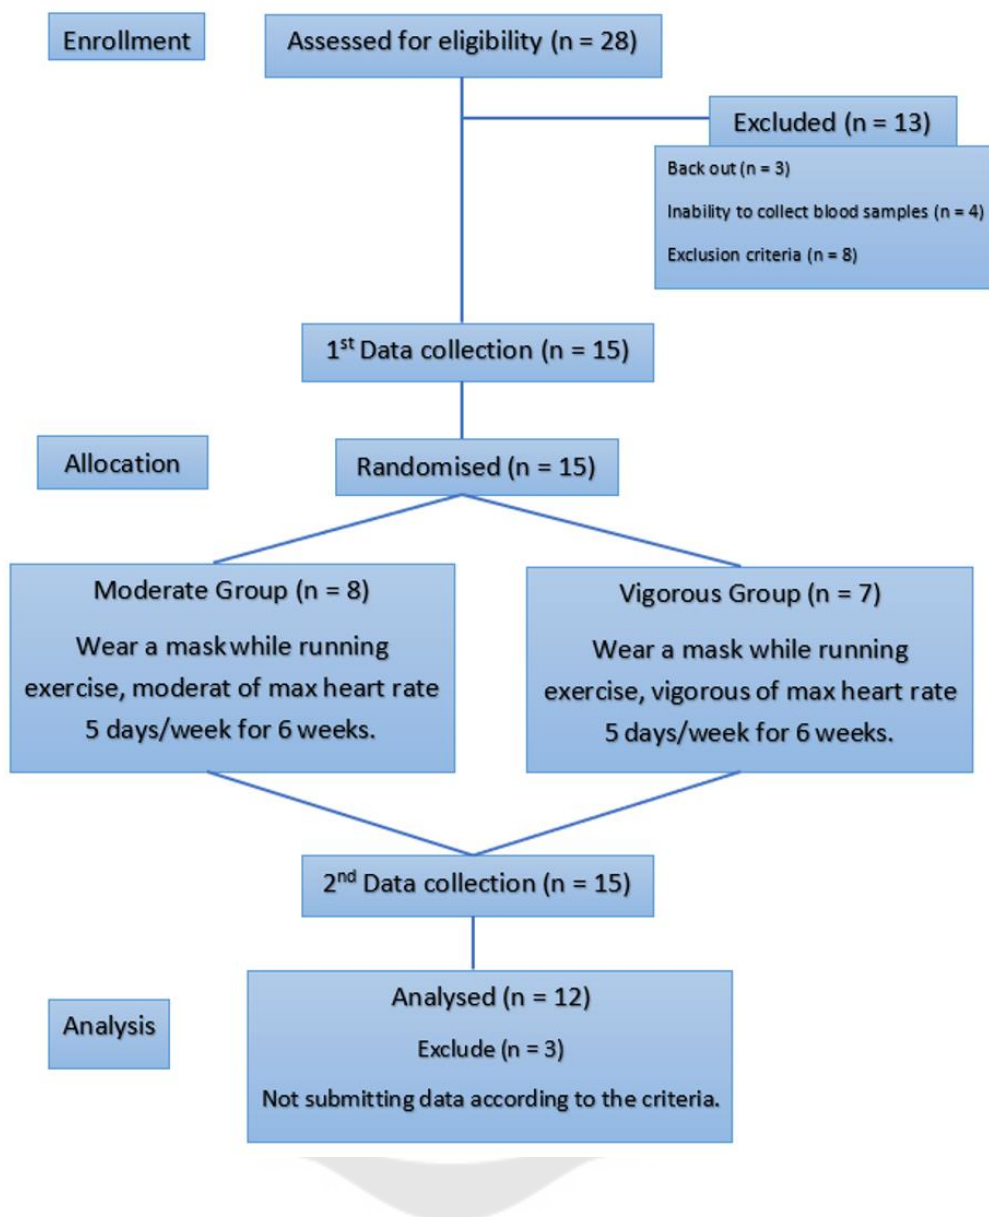 Enrollment
Assessed for eligibility (n = 28)
Excluded (n = 13)
Back out (n = 3)
Inability to collect blood samples (n = 4)
Exclusion criteria (n = 8)
1st Data collection (n = 15)
Allocation
Randomised (n = 15)
Moderate Group (n = 8)
Wear a mask while running
exercise, moderat of max heart rate
5 days/week for 6 weeks.
Vigorous Group (n = 7)
Wear a mask while running
exercise, vigorous of max heart rate
5 days/week for 6 weeks.
2nd Data collection (n = 15)
Analysis
Analysed (n = 12)
Exclude (n = 3)
Not submitting data according to the criteria.